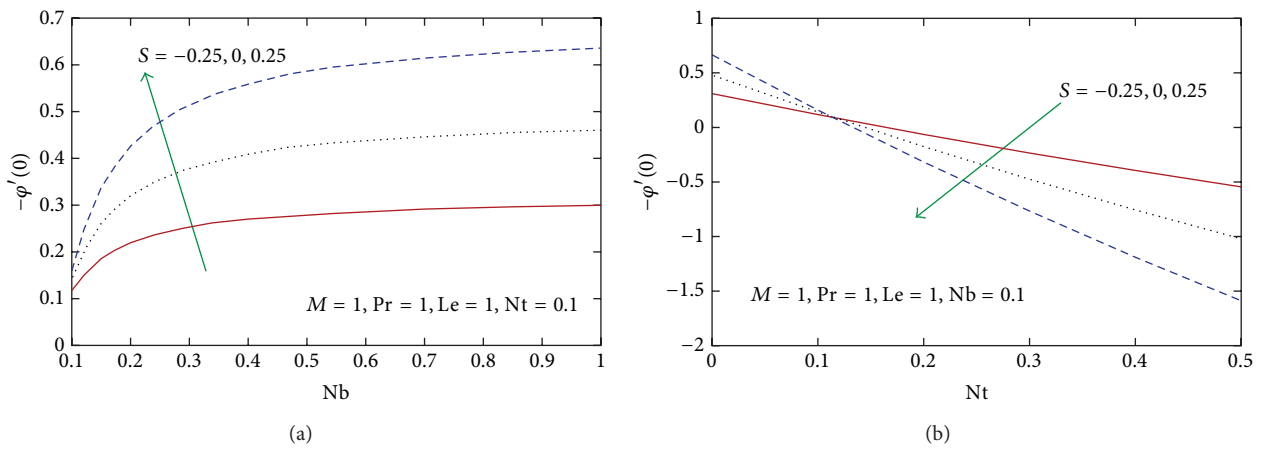 0.7
0.6
0.5
0.4
0.3
0.2
0.1
0
−φ′(0)
S = −0.25, 0, 0.25
M = 1, Pr = 1, Le = 1, Nt = 0.1
0.1 0.2 0.3 0.4 0.5 0.6 0.7 0.8 0.9 1
Nb
(a)
1
0.5
0
−0.5
−1
−1.5
−2
−φ′(0)
S = −0.25, 0, 0.25
M = 1, Pr = 1, Le = 1, Nb = 0.1
0 0.1 0.2 0.3 0.4 0.5
Nt
(b)